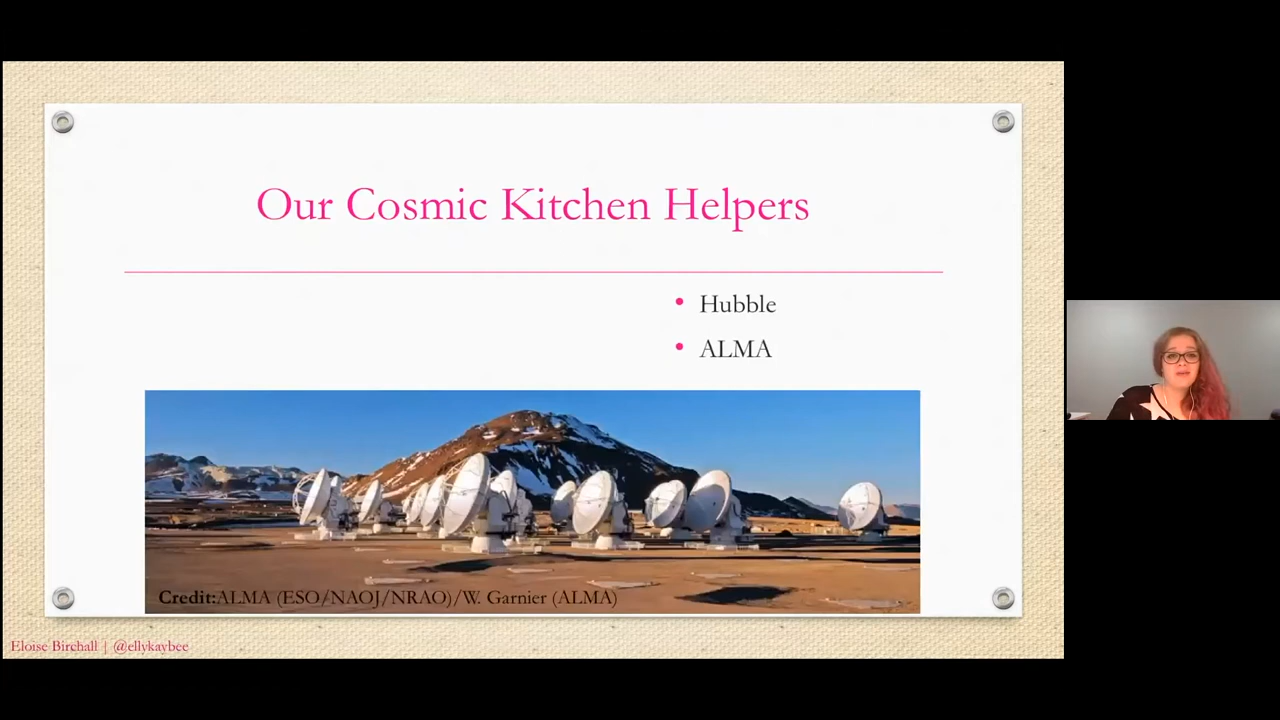 Our Cosmic Kitchen Helpers
• Hubble
• ALMA
Credit:ALMA (ESO/NAOJ/NRAO)/W. Garnier (ALMA)
Eloise Birchall | @ellykaybee